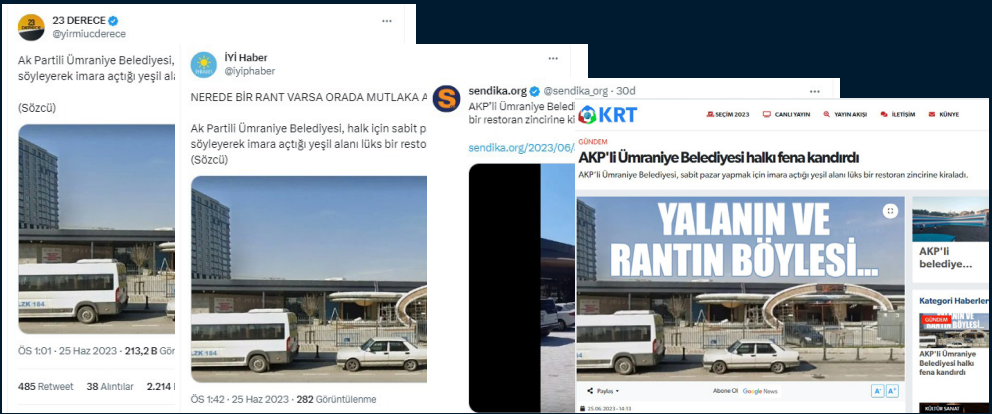 23 DERECE
@yirmiucderece
Ak Partili Ümraniye Belediyesi,
söyleyerek imara açtığı yeşil
(Sözcü)
ZK 184
ÖS 1:01 · 25 Haz 2023 · 213,2 B
485 Retweet 38 Alıntılar 2.214
İYİ Haber
@iyiphaber
NEREDE BİR RANT VARSA ORADA MUTLAKA
Ak Partili Ümraniye Belediyesi, halk için sabit
söyleyerek imara açtığı yeşil alanı lüks bir
(Sözcü)
ZK 184
ÖS 1:42 · 25 Haz 2023 · 282 Görüntülenme
sendika.org @sendika_org · 30d
AKP'li Ümraniye
bir restoran zincirine
sendika.org/2023/06/
KRT
SEÇİM 2023 CANLI YAYIN YAYIN AKIŞI İLETİŞİM KÜNYE
GÜNDEM
AKP'li Ümraniye Belediyesi halkı fena kandırdı
AKP'li Ümraniye Belediyesi, sabit pazar yapmak için imara açtığı yeşil alanı lüks bir restoran zincirine kiraladı.
YALANIN VE
RANTIN BÖYLESİ...
Paylaş Abone Ol Google News A- A+
25.06.2023 - 14:13
AKP'li
belediye...
Kategori Haberler
GÜNDEM
AKP'li Ümraniye
Belediyesi halkı
fena kandırdı
KÜLTÜR SANAT